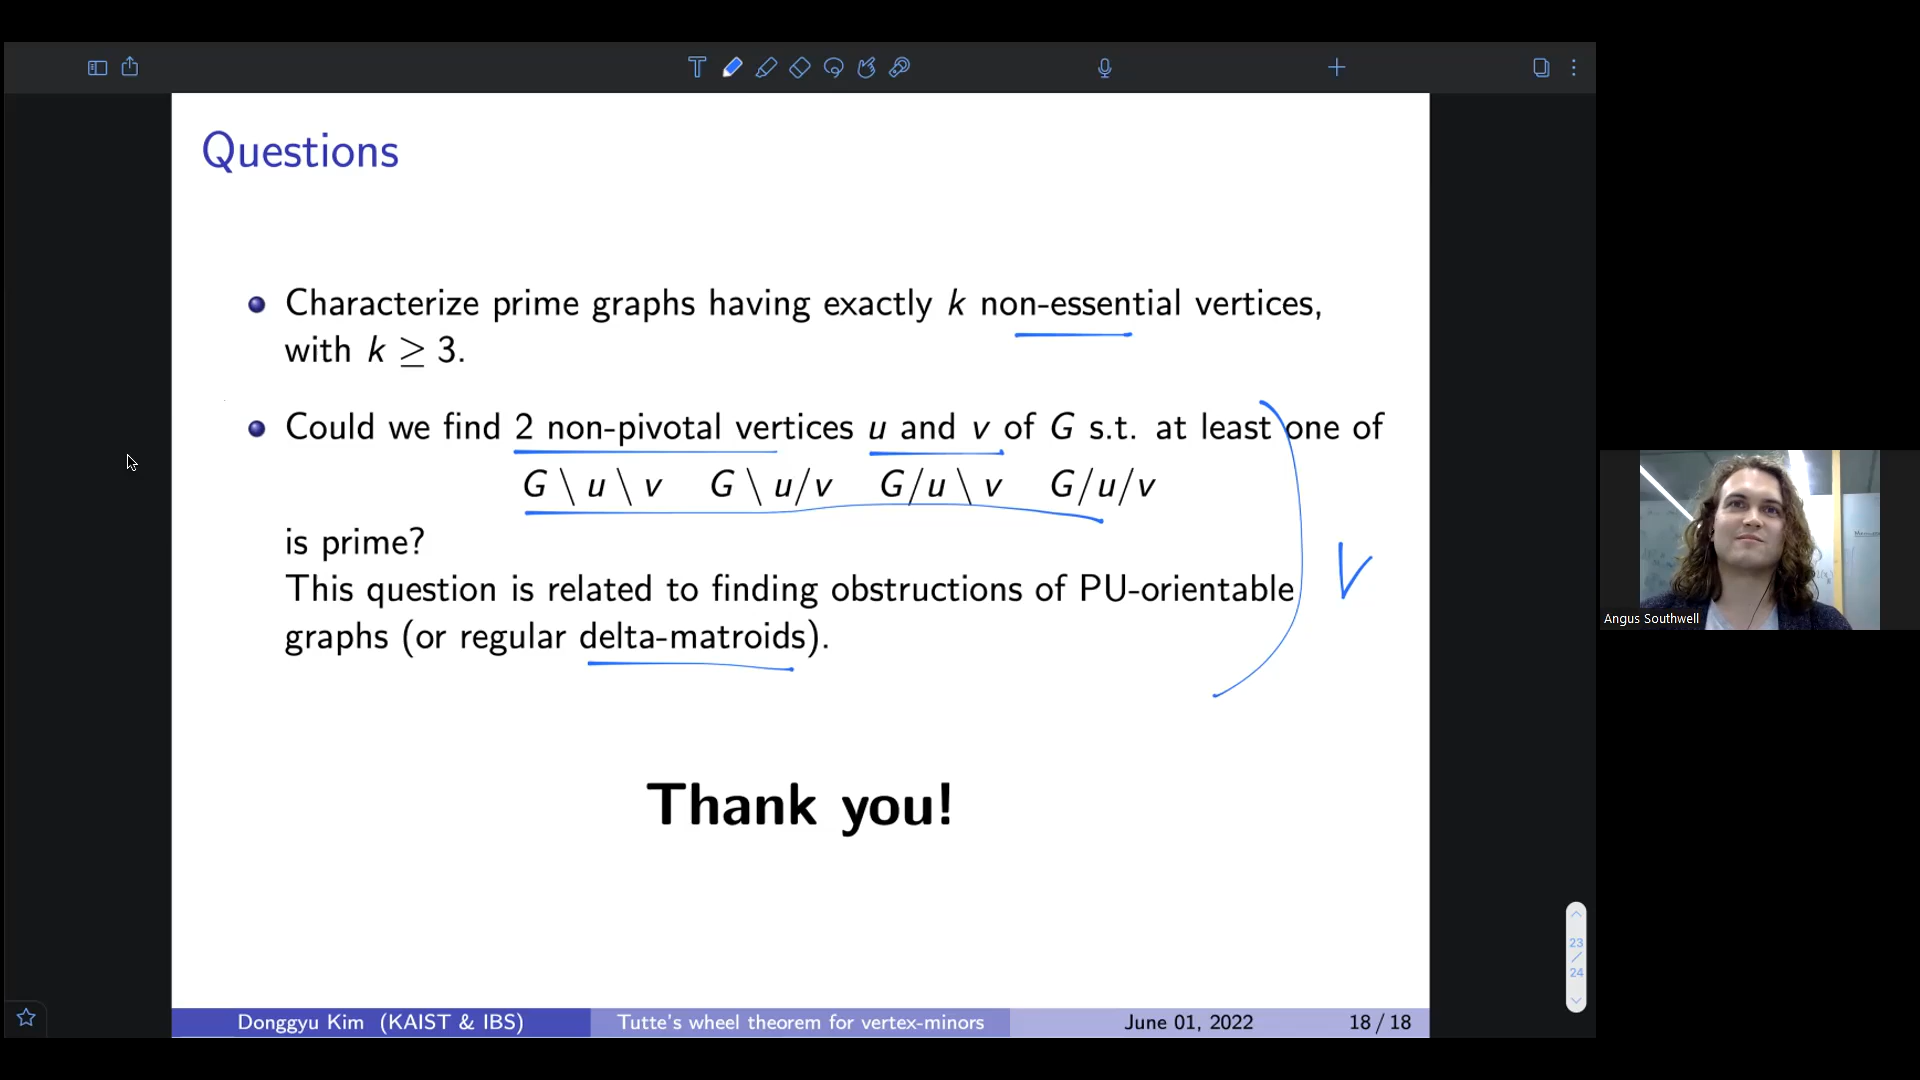 Questions
Characterize prime graphs having exactly k non-essential vertices,
with k ≥ 3.
Could we find 2 non-pivotal vertices u and v of G s.t. at least one of
G \ u \ v G \ u/v G/u \ v G/u/v
is prime?
This question is related to finding obstructions of PU-orientable
graphs (or regular delta-matroids).
V
Thank you!
Angus Southwell
23
/
24
Donggyu Kim (KAIST & IBS) Tutte's wheel theorem for vertex-minors June 01, 2022 18 / 18